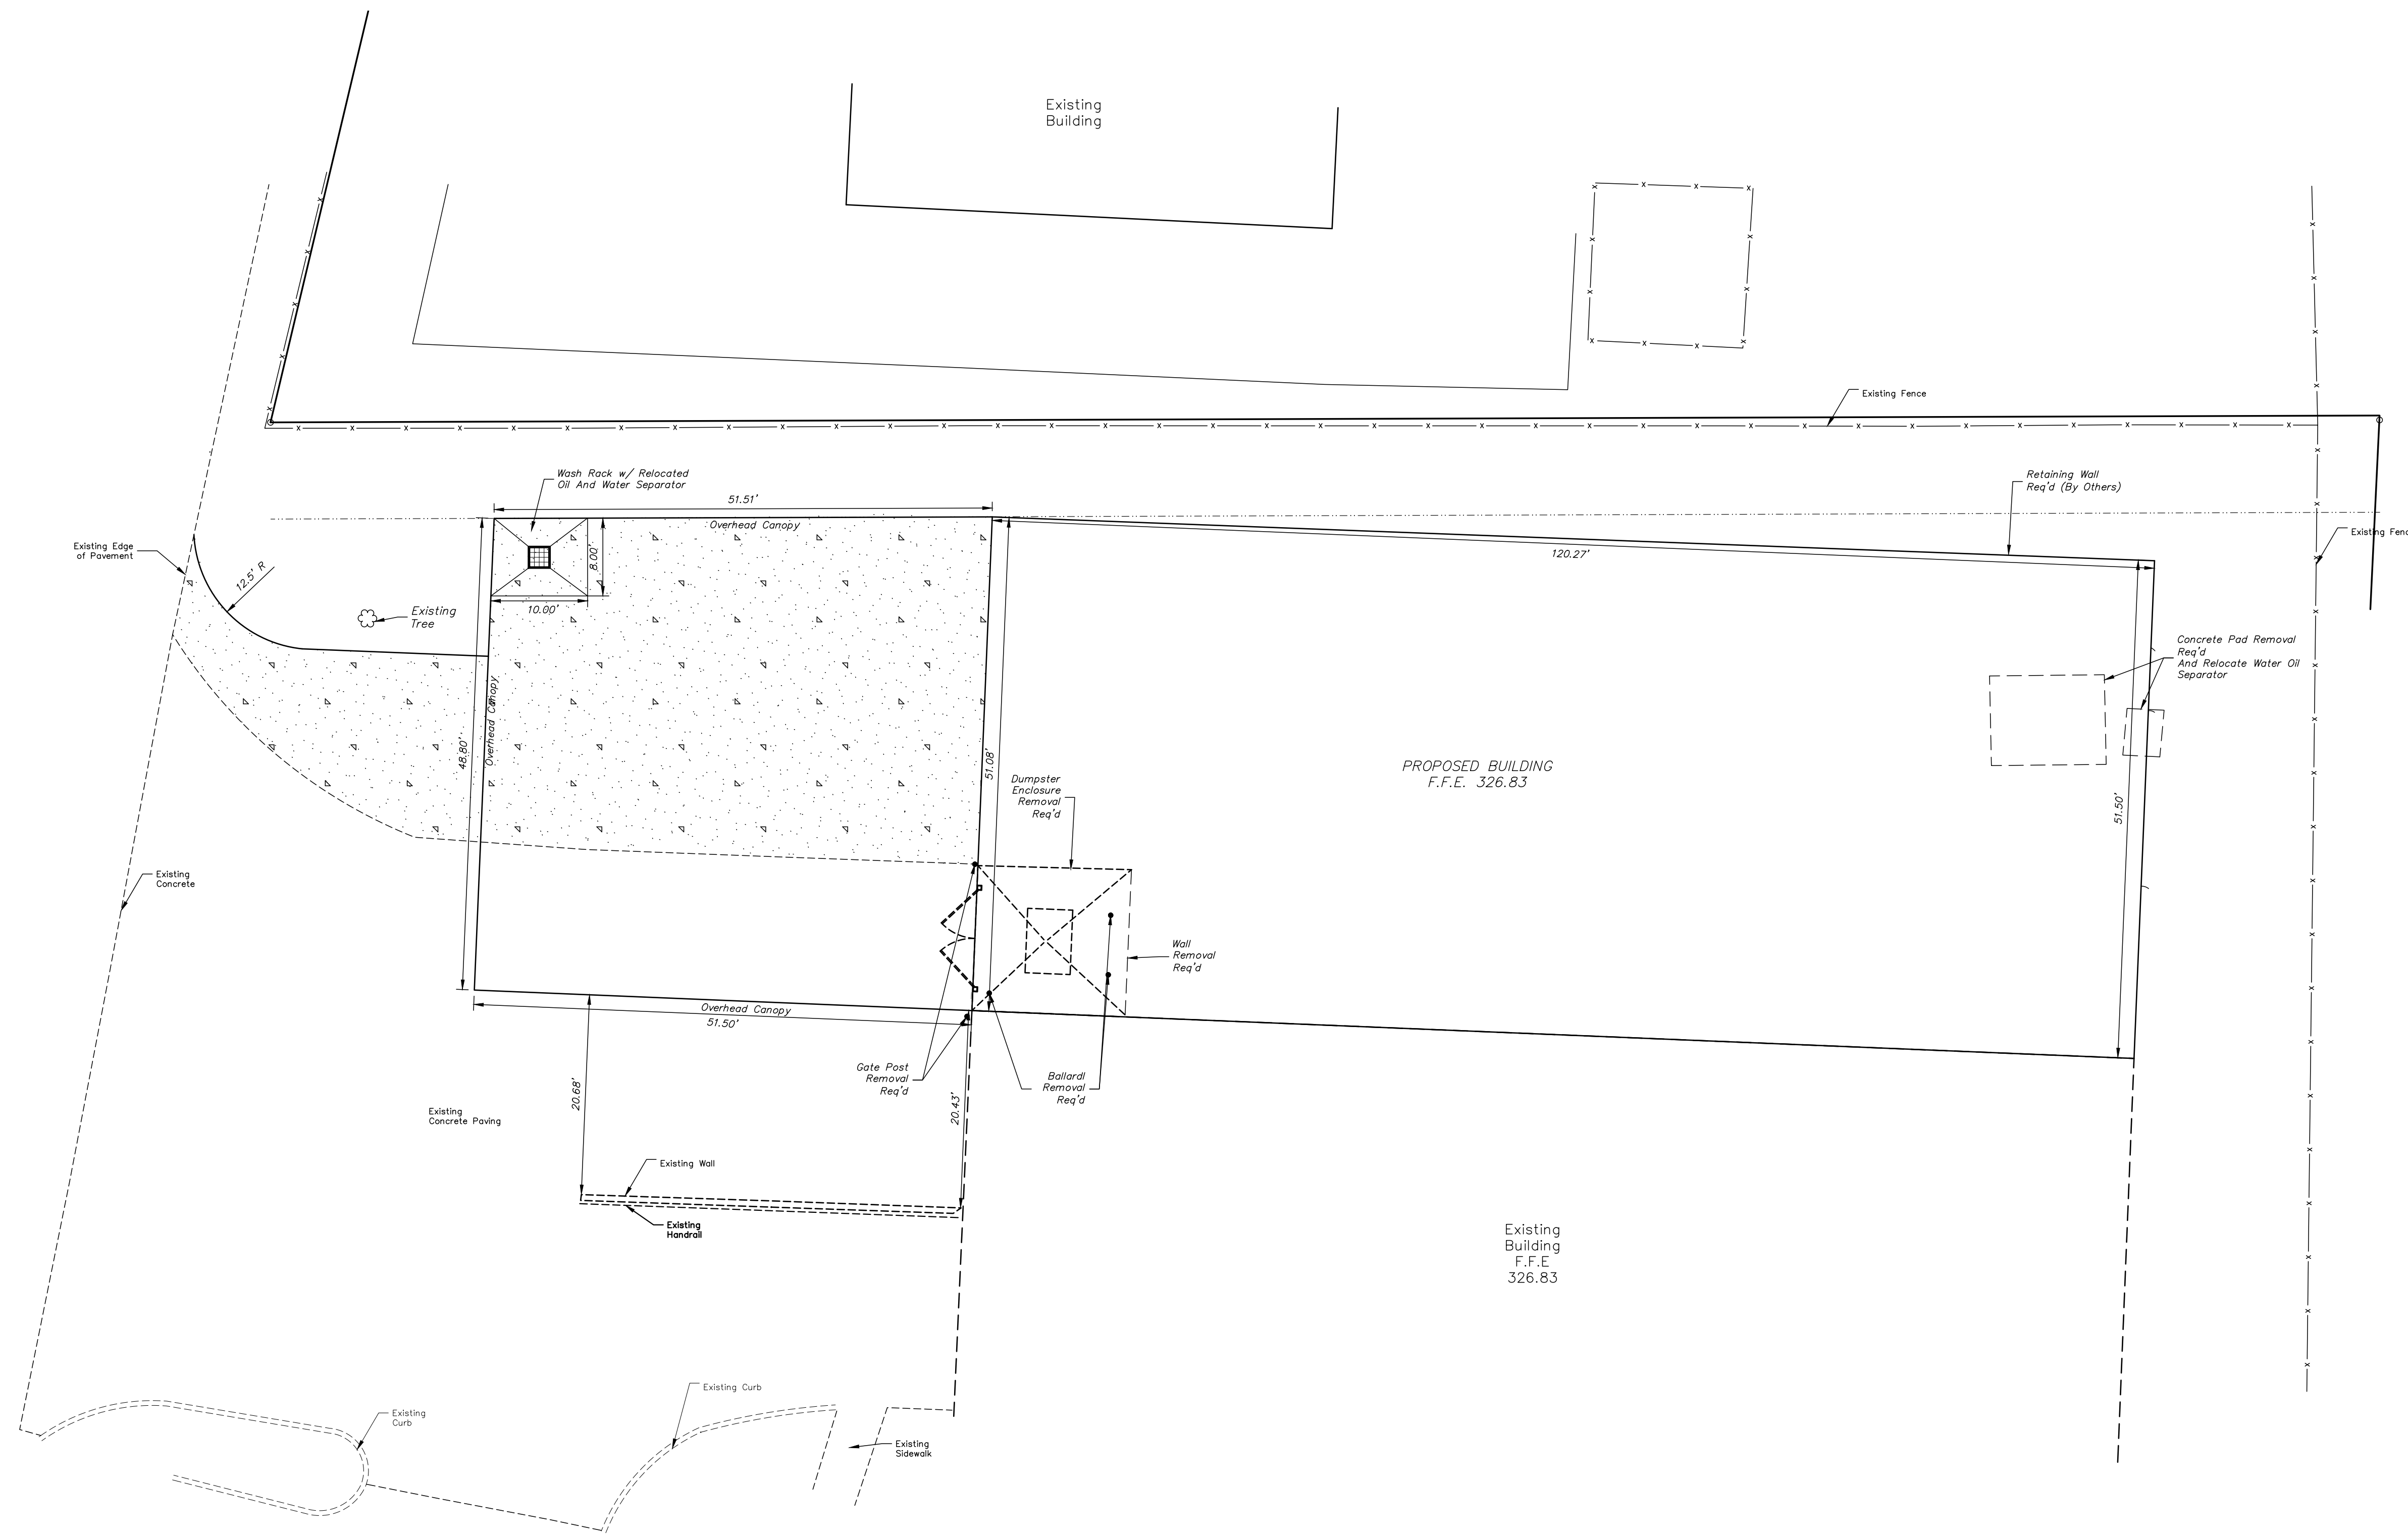 Existing
Building
Existing Fence
Wash Rack w/ Relocated
Oil And Water Separator
Retaining Wall
Req'd (By Others)
51.51'
Overhead Canopy
Existing Edge
of Pavement
12.5' R
8.00'
120.27'
Existing Fenc
10.00'
Existing
Tree
Concrete Pad Removal
Req'd
And Relocate Water Oil
Separator
Overhead Canopy
48.80'
51.08'
PROPOSED BUILDING
F.F.E. 326.83
Dumpster
Enclosure
Removal
Req'd
51.50'
Existing
Concrete
Wall
Removal
Req'd
Overhead Canopy
51.50'
Gate Post
Removal
Req'd
Ballardl
Removal
Req'd
20.68'
20.43'
Existing
Concrete Paving
Existing Wall
Existing
Handrail
Existing
Building
F.F.E
326.83
Existing Curb
Existing
Curb
Existing
Sidewalk